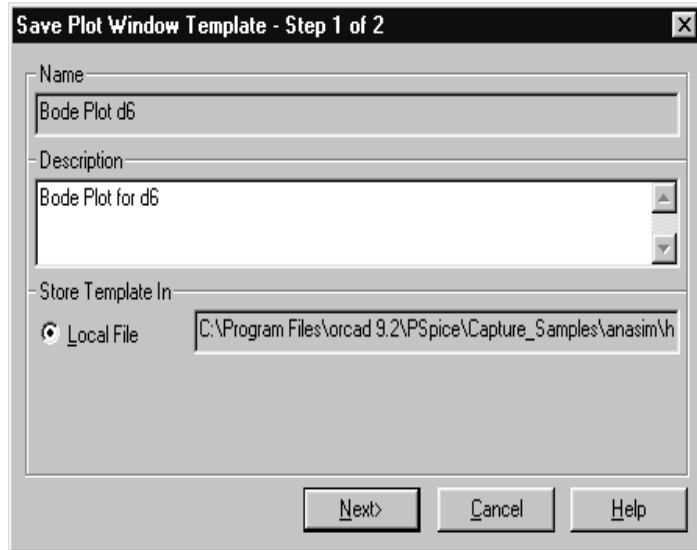 Save Plot Window Template - Step 1 of 2
Name
Bode Plot d6
Description
Bode Plot for d6
Store Template In
Local File
C:\Program Files\orcad 9.2\PSpice\Capture_Samples\anasim\h
Next>
Cancel
Help